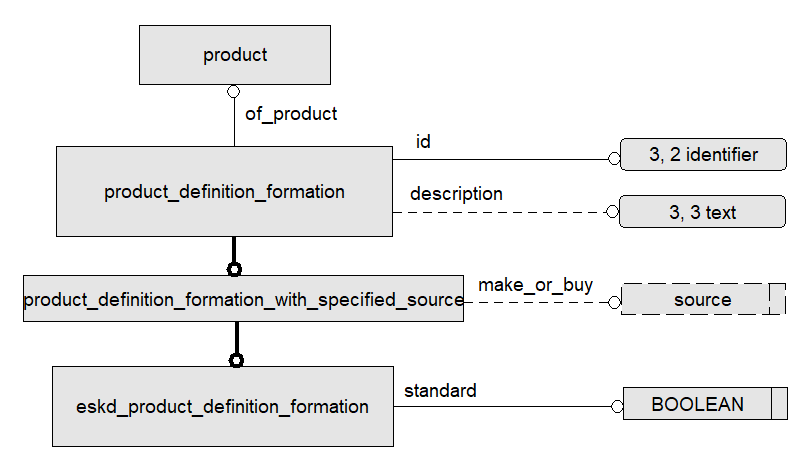 product
of_product
id
3, 2 identifier
product_definition_formation
description
3, 3 text
make_or_buy
product_definition_formation_with_specified_source
source
standard
eskd_product_definition_formation
BOOLEAN